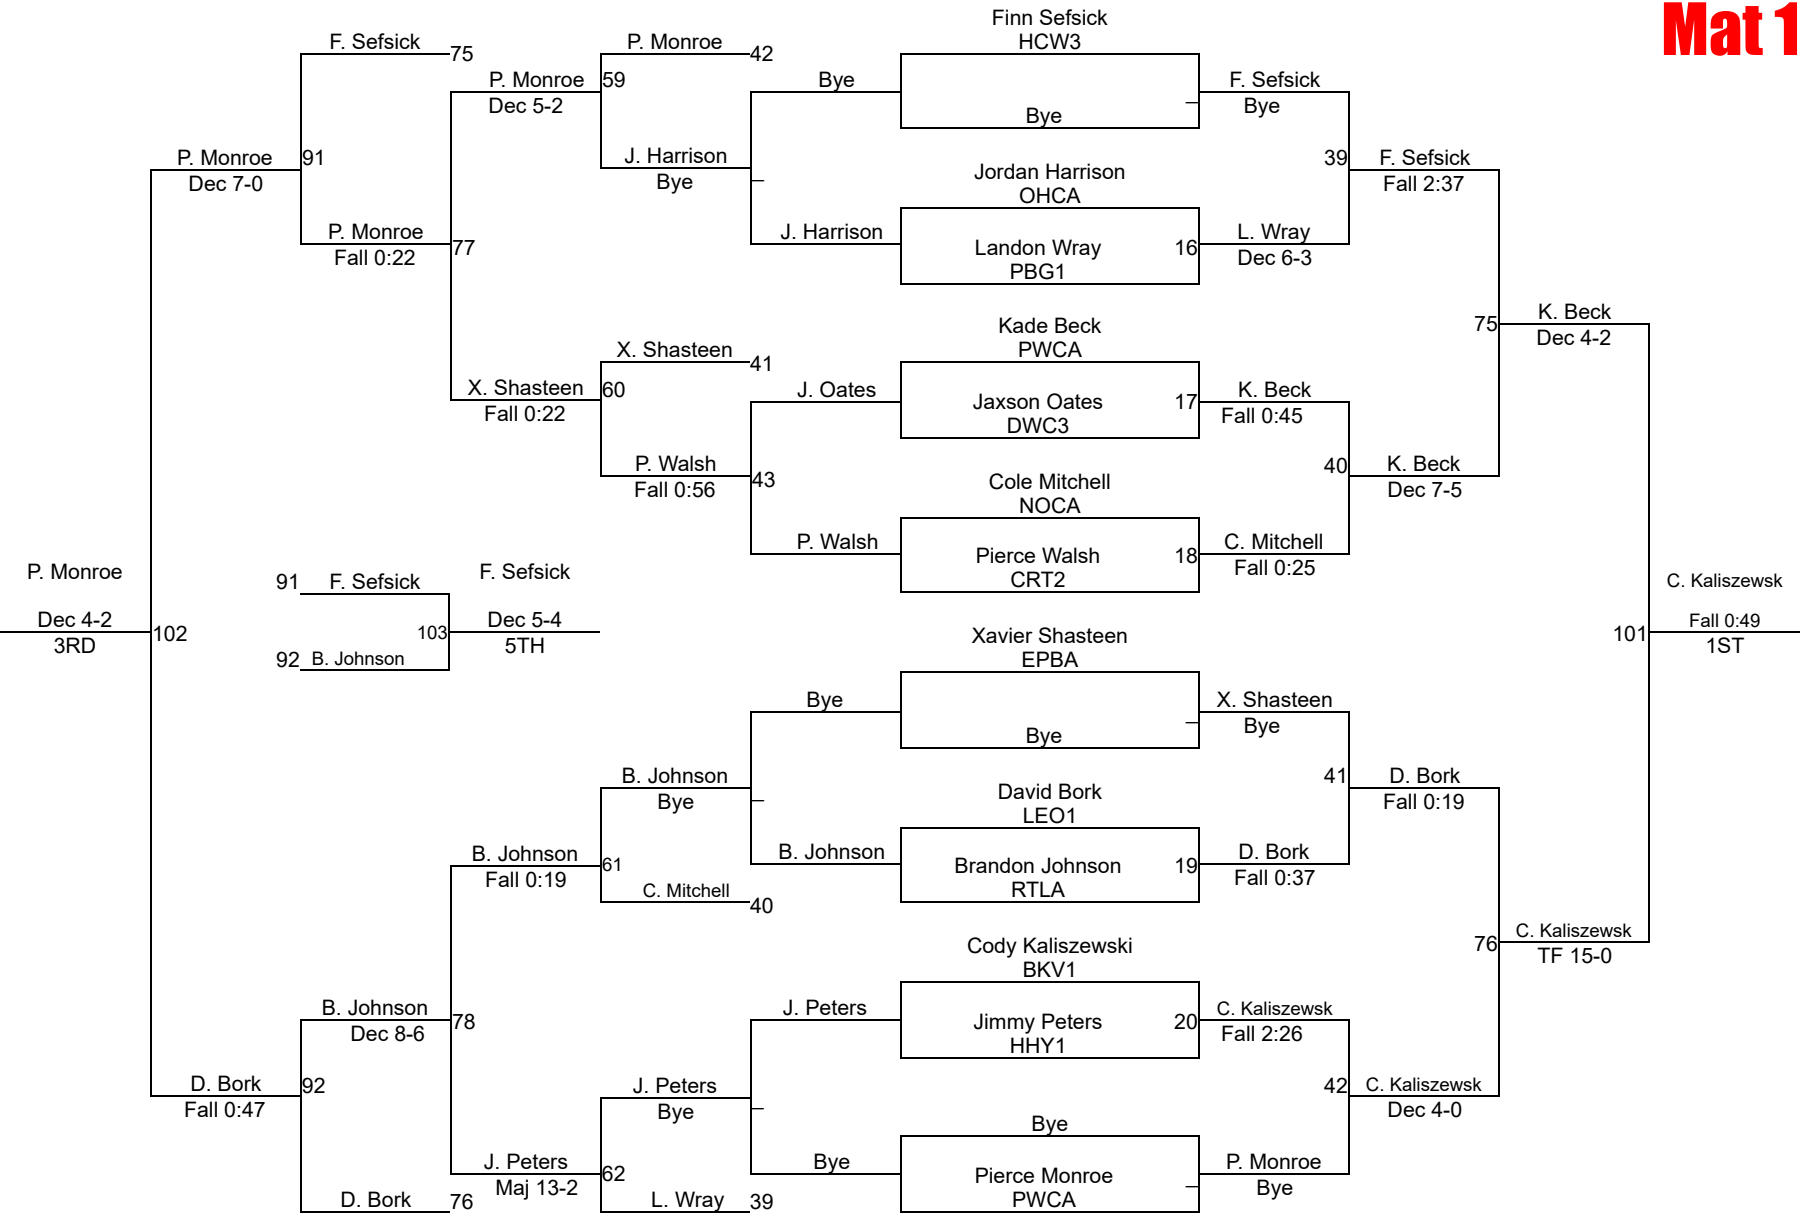 Mat 1
Finn Sefsick
HCW3
F. Sefsick
75
P. Monroe
42
P. Monroe
59
Dec 5-2
Bye
F. Sefsick
Bye
Bye
P. Monroe
91
Dec 7-0
J. Harrison
Bye
Jordan Harrison
OHCA
39
F. Sefsick
Fall 2:37
P. Monroe
Fall 0:22
77
J. Harrison
Landon Wray
PBG1
16
L. Wray
Dec 6-3
Kade Beck
PWCA
75
K. Beck
Dec 4-2
X. Shasteen
41
X. Shasteen
60
Fall 0:22
J. Oates
Jaxson Oates
DWC3
17
K. Beck
Fall 0:45
P. Walsh
Fall 0:56
43
Cole Mitchell
NOCA
40
K. Beck
Dec 7-5
P. Walsh
Pierce Walsh
CRT2
18
C. Mitchell
Fall 0:25
P. Monroe
Dec 4-2
3RD
102
91
F. Sefsick
F. Sefsick
103
Dec 5-4
5TH
92
B. Johnson
C. Kaliszewsk
101
Fall 0:49
1ST
Xavier Shasteen
EPBA
Bye
Bye
X. Shasteen
Bye
B. Johnson
Bye
David Bork
LEO1
41
D. Bork
Fall 0:19
B. Johnson
Fall 0:19
61
B. Johnson
Brandon Johnson
RTLA
19
D. Bork
Fall 0:37
C. Mitchell
40
Cody Kaliszewski
BKV1
76
C. Kaliszewsk
TF 15-0
B. Johnson
Dec 8-6
78
J. Peters
Jimmy Peters
HHY1
20
C. Kaliszewsk
Fall 2:26
D. Bork
Fall 0:47
92
J. Peters
Bye
42
C. Kaliszewsk
Dec 4-0
Bye
J. Peters
Maj 13-2
62
Bye
Pierce Monroe
PWCA
P. Monroe
Bye
D. Bork
76
L. Wray
39